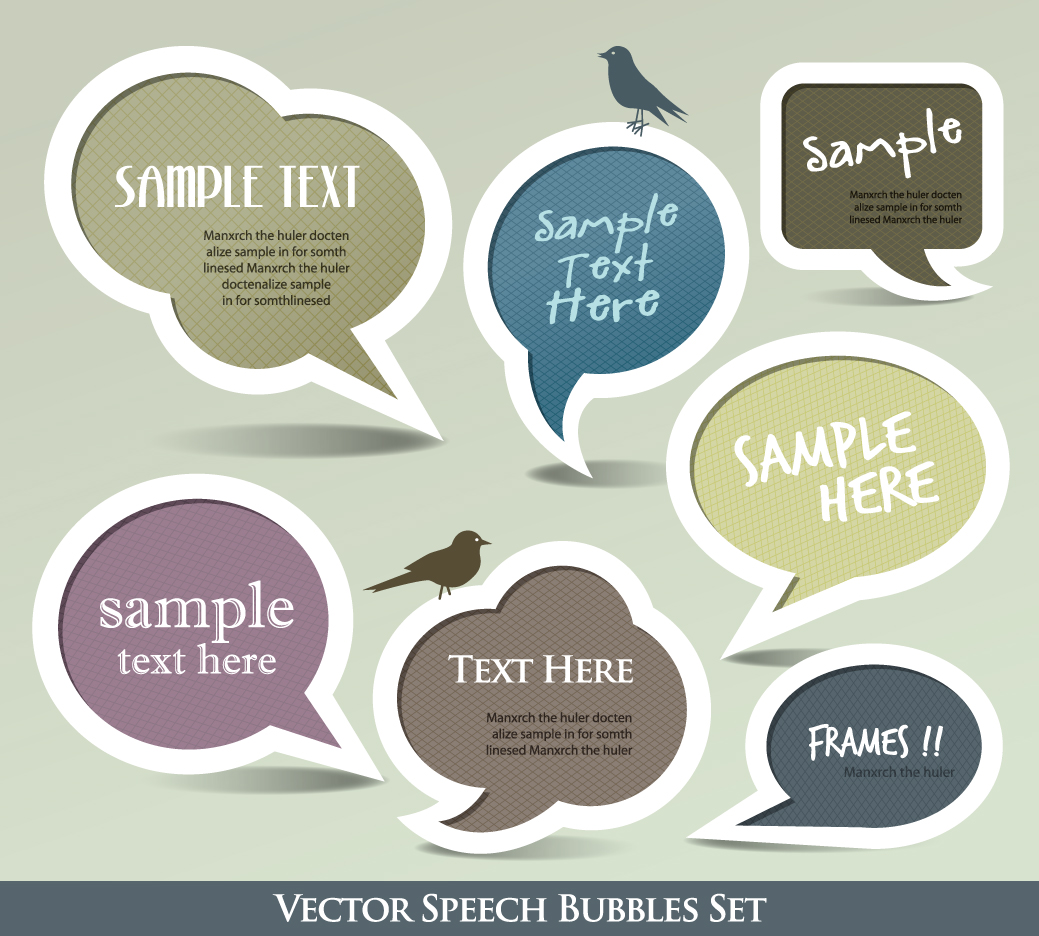 SAMPLE TEXT
Manxrch the huler docten
alize sample in for somth
linesed Manxrch the huler
doctenalize sample
in for somthlinesed
Sample
Text
Here
Sample
Manxrch the huler docten
alize sample in for somth
linesed Manxrch the huler
SAMPLE
HERE
sample
text here
TEXT HERE
Manxrch the huler docten
alize sample in for somth
linesed Manxrch the huler
FRAMES !!
Manxrch the huler
VECTOR SPEECH BUBBLES SET